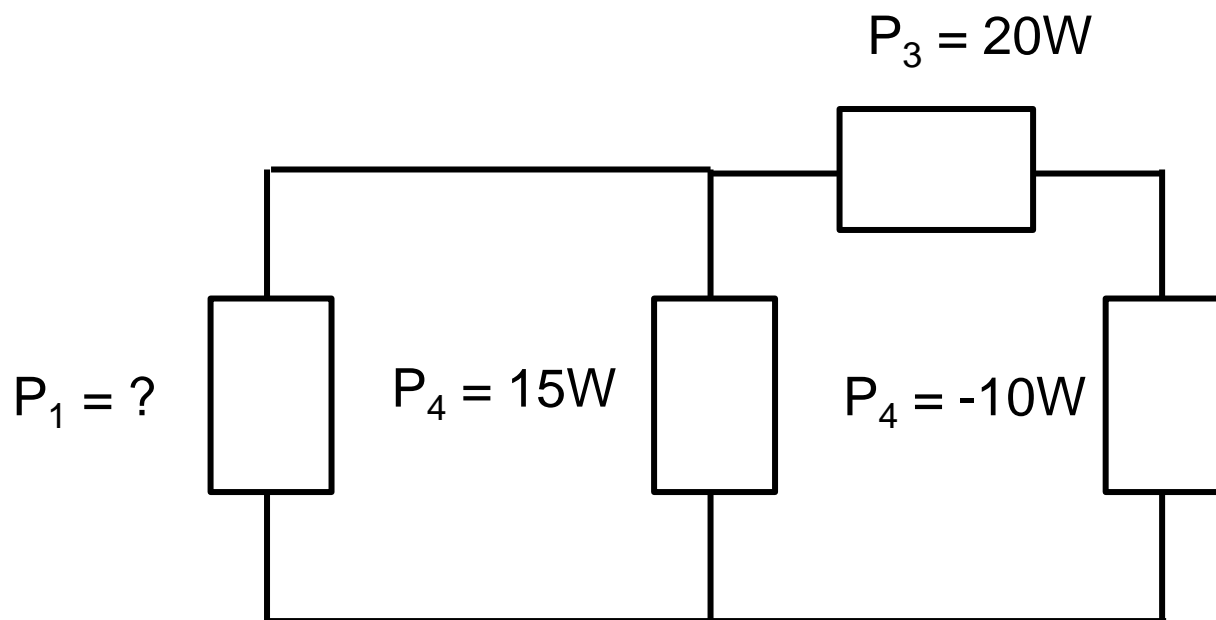 P₃ = 20W
P₁ = ?
P₄ = 15W
P₄ = -10W